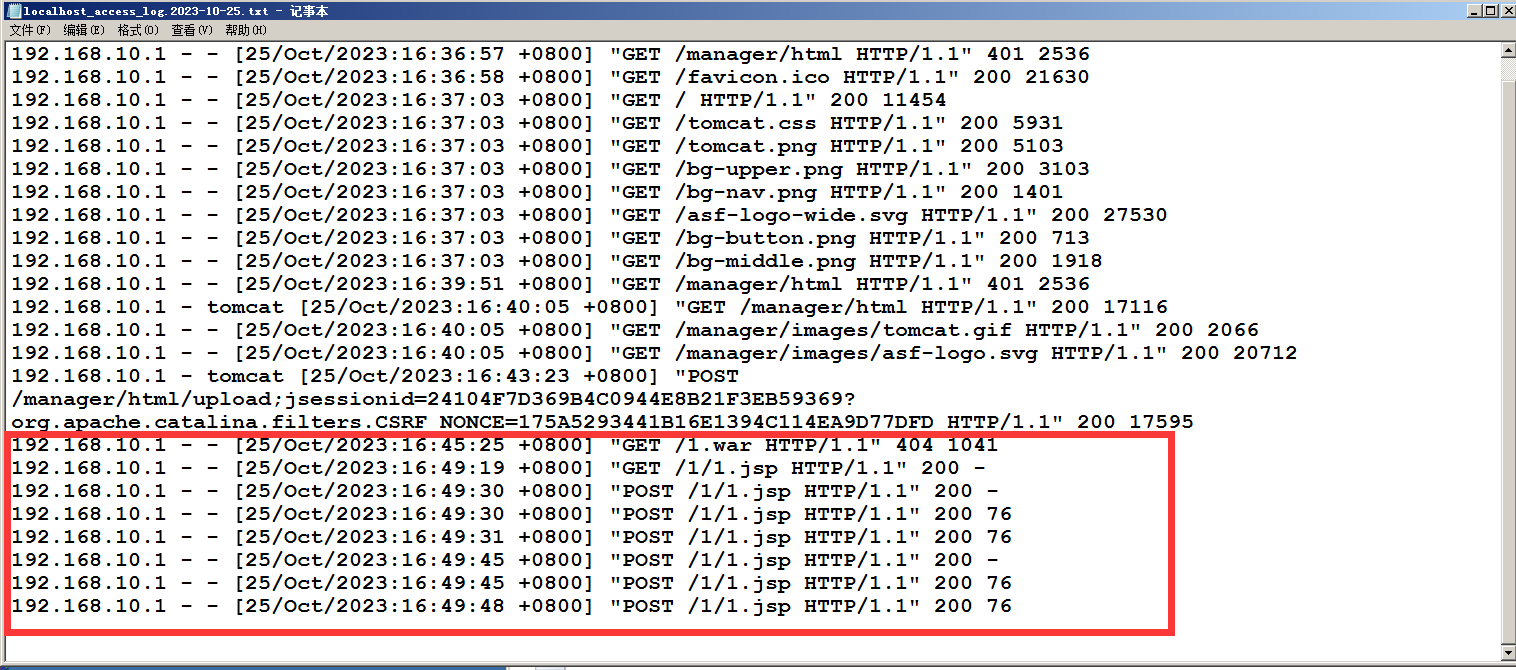 localhost_access_log.2023-10-25.txt - 记事本
文件(F) 编辑(E) 格式(O) 查看(V) 帮助(H)
192.168.10.1 - - [25/Oct/2023:16:36:57 +0800] "GET /manager/html HTTP/1.1" 401 2536
192.168.10.1 - - [25/Oct/2023:16:36:58 +0800] "GET /favicon.ico HTTP/1.1" 200 21630
192.168.10.1 - - [25/Oct/2023:16:37:03 +0800] "GET / HTTP/1.1" 200 11454
192.168.10.1 - - [25/Oct/2023:16:37:03 +0800] "GET /tomcat.css HTTP/1.1" 200 5931
192.168.10.1 - - [25/Oct/2023:16:37:03 +0800] "GET /tomcat.png HTTP/1.1" 200 5103
192.168.10.1 - - [25/Oct/2023:16:37:03 +0800] "GET /bg-upper.png HTTP/1.1" 200 3103
192.168.10.1 - - [25/Oct/2023:16:37:03 +0800] "GET /bg-nav.png HTTP/1.1" 200 1401
192.168.10.1 - - [25/Oct/2023:16:37:03 +0800] "GET /asf-logo-wide.svg HTTP/1.1" 200 27530
192.168.10.1 - - [25/Oct/2023:16:37:03 +0800] "GET /bg-button.png HTTP/1.1" 200 713
192.168.10.1 - - [25/Oct/2023:16:37:03 +0800] "GET /bg-middle.png HTTP/1.1" 200 1918
192.168.10.1 - - [25/Oct/2023:16:39:51 +0800] "GET /manager/html HTTP/1.1" 401 2536
192.168.10.1 - tomcat [25/Oct/2023:16:40:05 +0800] "GET /manager/html HTTP/1.1" 200 17116
192.168.10.1 - - [25/Oct/2023:16:40:05 +0800] "GET /manager/images/tomcat.gif HTTP/1.1" 200 2066
192.168.10.1 - - [25/Oct/2023:16:40:05 +0800] "GET /manager/images/asf-logo.svg HTTP/1.1" 200 20712
192.168.10.1 - tomcat [25/Oct/2023:16:43:23 +0800] "POST
/manager/html/upload;jsessionid=24104F7D369B4C0944E8B21F3EB59369?
org.apache.catalina.filters.CSRF_NONCE=175A5293441B16E1394C114EA9D77DFD HTTP/1.1" 200 17595
192.168.10.1 - - [25/Oct/2023:16:45:25 +0800] "GET /1.war HTTP/1.1" 404 1041
192.168.10.1 - - [25/Oct/2023:16:49:19 +0800] "GET /1/1.jsp HTTP/1.1" 200 -
192.168.10.1 - - [25/Oct/2023:16:49:30 +0800] "POST /1/1.jsp HTTP/1.1" 200 -
192.168.10.1 - - [25/Oct/2023:16:49:30 +0800] "POST /1/1.jsp HTTP/1.1" 200 76
192.168.10.1 - - [25/Oct/2023:16:49:31 +0800] "POST /1/1.jsp HTTP/1.1" 200 76
192.168.10.1 - - [25/Oct/2023:16:49:45 +0800] "POST /1/1.jsp HTTP/1.1" 200 -
192.168.10.1 - - [25/Oct/2023:16:49:45 +0800] "POST /1/1.jsp HTTP/1.1" 200 76
192.168.10.1 - - [25/Oct/2023:16:49:48 +0800] "POST /1/1.jsp HTTP/1.1" 200 76